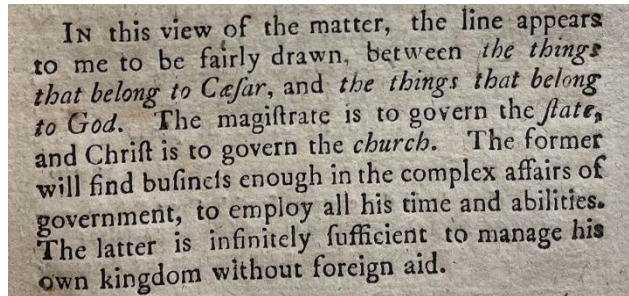 IN this view of the matter, the line appears
to me to be fairly drawn, between the things
that belong to Cæſar, and the things that belong
to God. The magiſtrate is to govern the ſtate,
and Chriſt is to govern the church. The former
will find buſineſs enough in the complex affairs of
government, to employ all his time and abilities.
The latter is infinitely ſufficient to manage his
own kingdom without foreign aid.